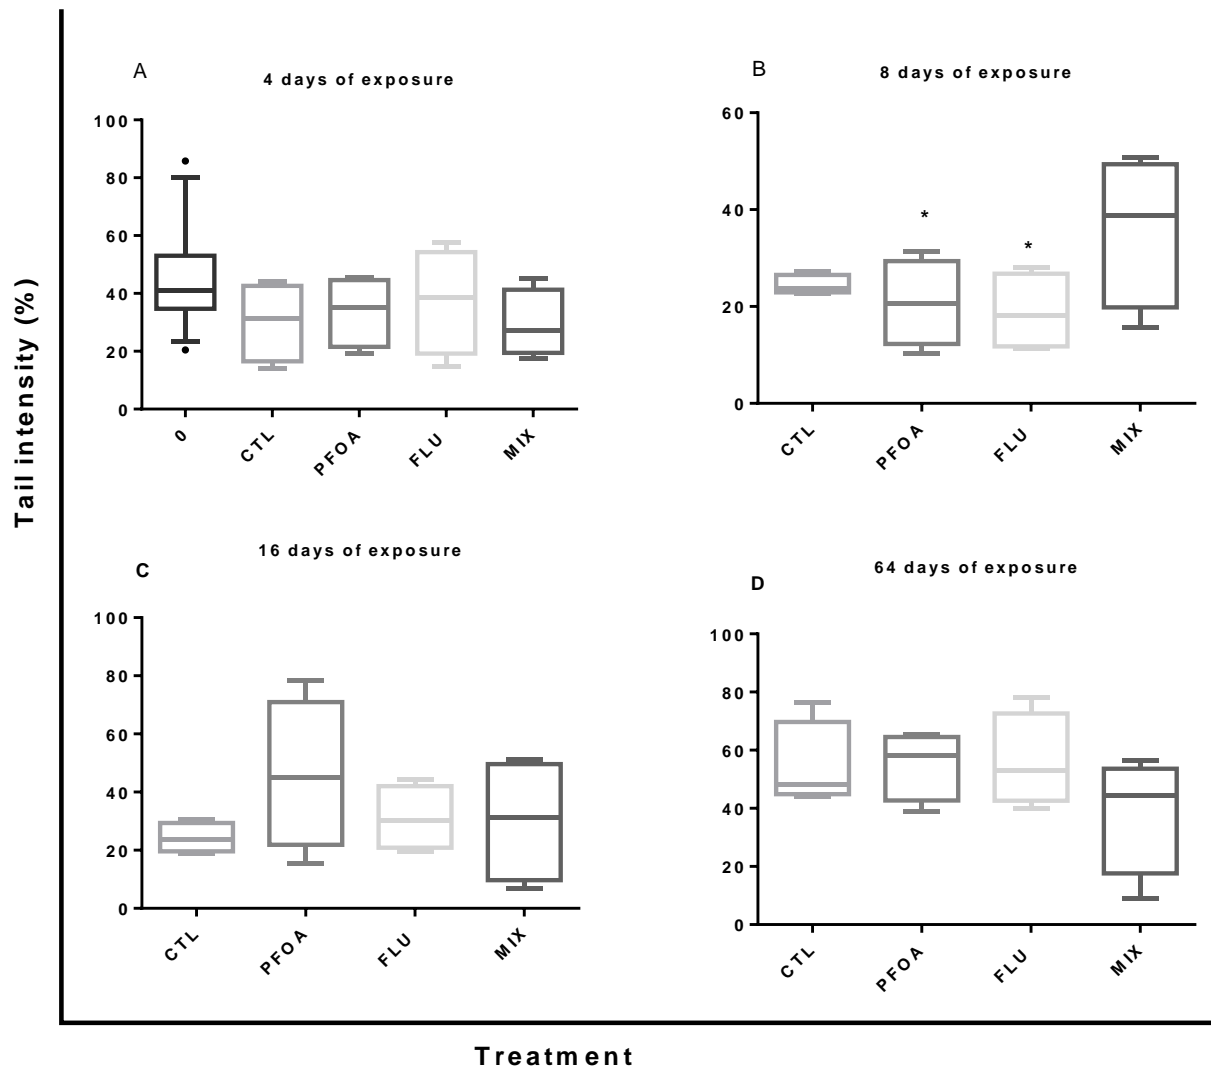 Tail intensity (%)
A
4 days of exposure
100
80
60
40
20
0
0
CTL
PFOA
FLU
MIX
B
8 days of exposure
60
40
20
0
*
*
CTL
PFOA
FLU
MIX
C
16 days of exposure
100
80
60
40
20
0
CTL
PFOA
FLU
MIX
D
64 days of exposure
100
80
60
40
20
0
CTL
PFOA
FLU
MIX
Treatment